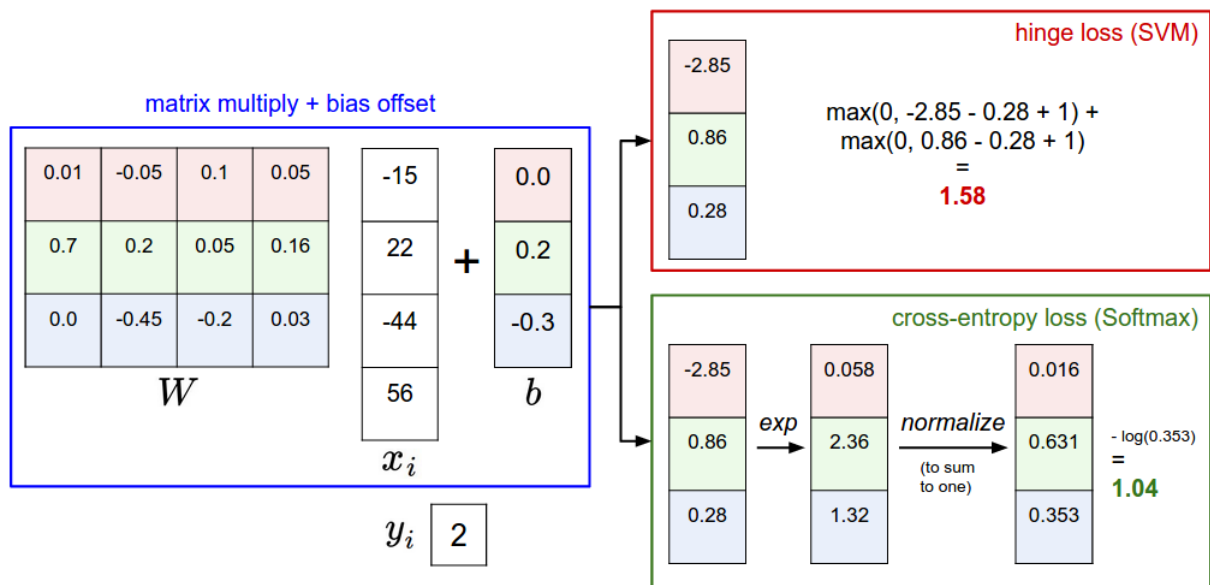 matrix multiply + bias offset
0.01 -0.05 0.1 0.05
0.7 0.2 0.05 0.16
0.0 -0.45 -0.2 0.03
W
-15
22
-44
56
x_i
+
0.0
0.2
-0.3
b
y_i 2
hinge loss (SVM)
-2.85
0.86
0.28
max(0, -2.85 - 0.28 + 1) +
max(0, 0.86 - 0.28 + 1)
=
1.58
cross-entropy loss (Softmax)
-2.85
0.86
0.28
exp
0.058
2.36
1.32
normalize
(to sum
to one)
0.016
0.631
0.353
- log(0.353)
=
1.04